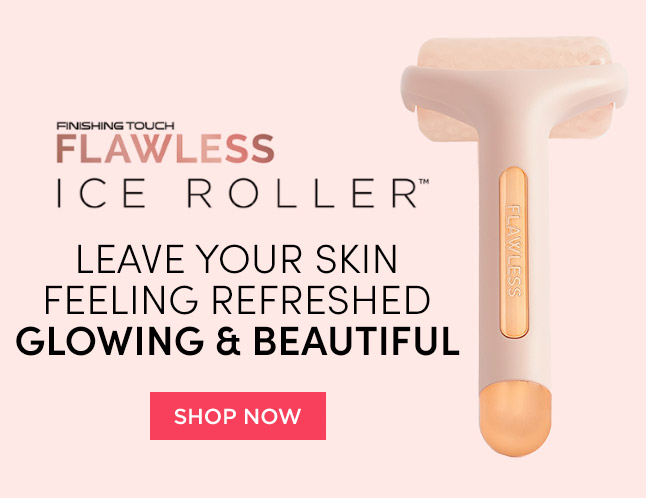 FINISHING TOUCH
FLAWLESS
ICE ROLLER™
LEAVE YOUR SKIN
FEELING REFRESHED
GLOWING & BEAUTIFUL
SHOP NOW
FLAWLESS